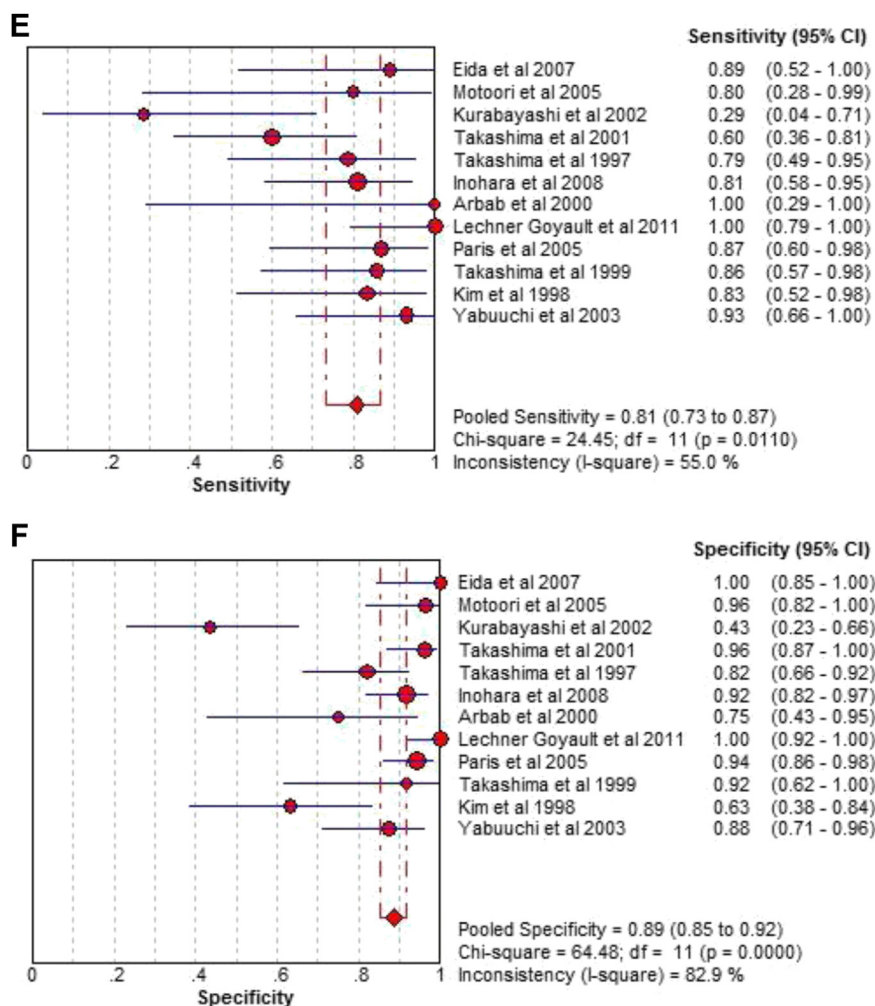 E
Sensitivity (95% CI)
Eida et al 2007 0.89 (0.52 - 1.00)
Motoori et al 2005 0.80 (0.28 - 0.99)
Kurabayashi et al 2002 0.29 (0.04 - 0.71)
Takashima et al 2001 0.60 (0.36 - 0.81)
Takashima et al 1997 0.79 (0.49 - 0.95)
Inohara et al 2008 0.81 (0.58 - 0.95)
Arbab et al 2000 1.00 (0.29 - 1.00)
Lechner Goyault et al 2011 1.00 (0.79 - 1.00)
Paris et al 2005 0.87 (0.60 - 0.98)
Takashima et al 1999 0.86 (0.57 - 0.98)
Kim et al 1998 0.83 (0.52 - 0.98)
Yabuuchi et al 2003 0.93 (0.66 - 1.00)
Pooled Sensitivity = 0.81 (0.73 to 0.87)
Chi-square = 24.45; df = 11 (p = 0.0110)
Inconsistency (I-square) = 55.0 %
0 .2 .4 .6 .8 1
Sensitivity
F
Specificity (95% CI)
Eida et al 2007 1.00 (0.85 - 1.00)
Motoori et al 2005 0.96 (0.82 - 1.00)
Kurabayashi et al 2002 0.43 (0.23 - 0.66)
Takashima et al 2001 0.96 (0.87 - 1.00)
Takashima et al 1997 0.82 (0.66 - 0.92)
Inohara et al 2008 0.92 (0.82 - 0.97)
Arbab et al 2000 0.75 (0.43 - 0.95)
Lechner Goyault et al 2011 1.00 (0.92 - 1.00)
Paris et al 2005 0.94 (0.86 - 0.98)
Takashima et al 1999 0.92 (0.62 - 1.00)
Kim et al 1998 0.63 (0.38 - 0.84)
Yabuuchi et al 2003 0.88 (0.71 - 0.96)
Pooled Specificity = 0.89 (0.85 to 0.92)
Chi-square = 64.48; df = 11 (p = 0.0000)
Inconsistency (I-square) = 82.9 %
0 .2 .4 .6 .8 1
Specificity